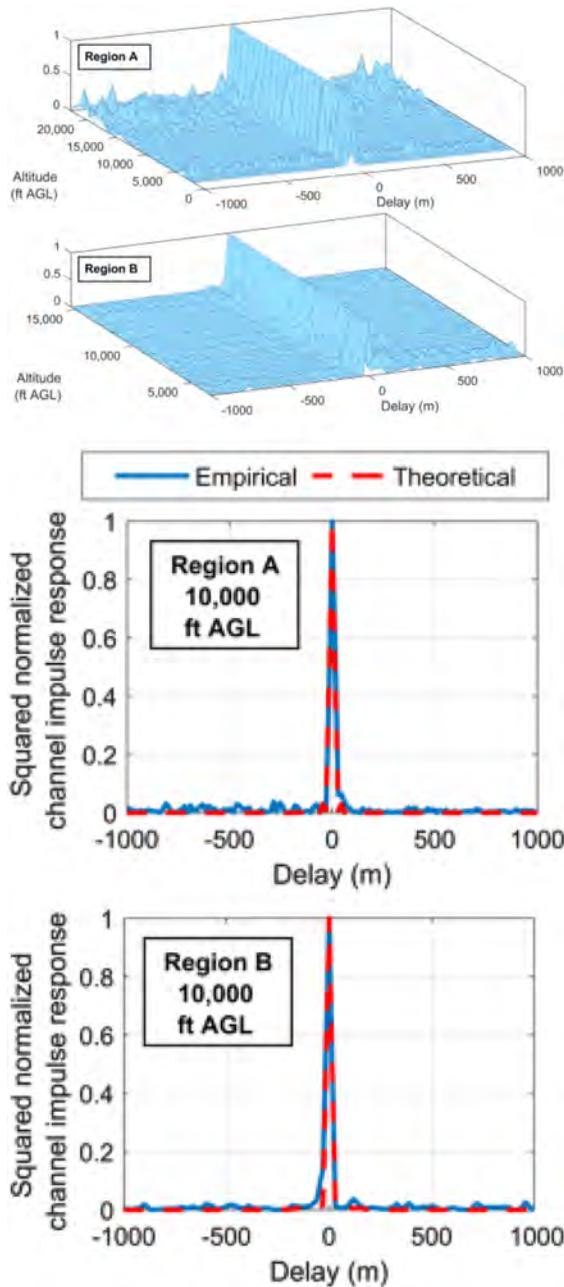 1
Region A
0.5
0
20,000
15,000
10,000
5,000
0
Altitude
(ft AGL)
-1000
-500
0
500
1000
Delay (m)
1
Region B
0.5
0
15,000
10,000
5,000
Altitude
(ft AGL)
-1000
-500
0
500
1000
Delay (m)
Empirical Theoretical
Squared normalized
channel impulse response
1
0.8
0.6
0.4
0.2
0
Region A
10,000
ft AGL
-1000 -500 0 500 1000
Delay (m)
Squared normalized
channel impulse response
1
0.8
0.6
0.4
0.2
0
Region B
10,000
ft AGL
-1000 -500 0 500 1000
Delay (m)